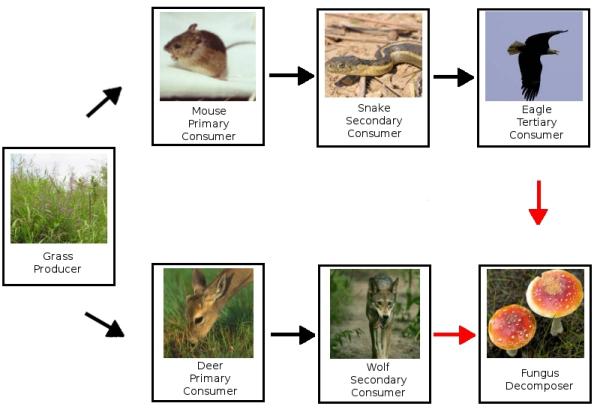 Mouse
Primary
Consumer
Snake
Secondary
Consumer
Eagle
Tertiary
Consumer
Grass
Producer
Deer
Primary
Consumer
Wolf
Secondary
Consumer
Fungus
Decomposer